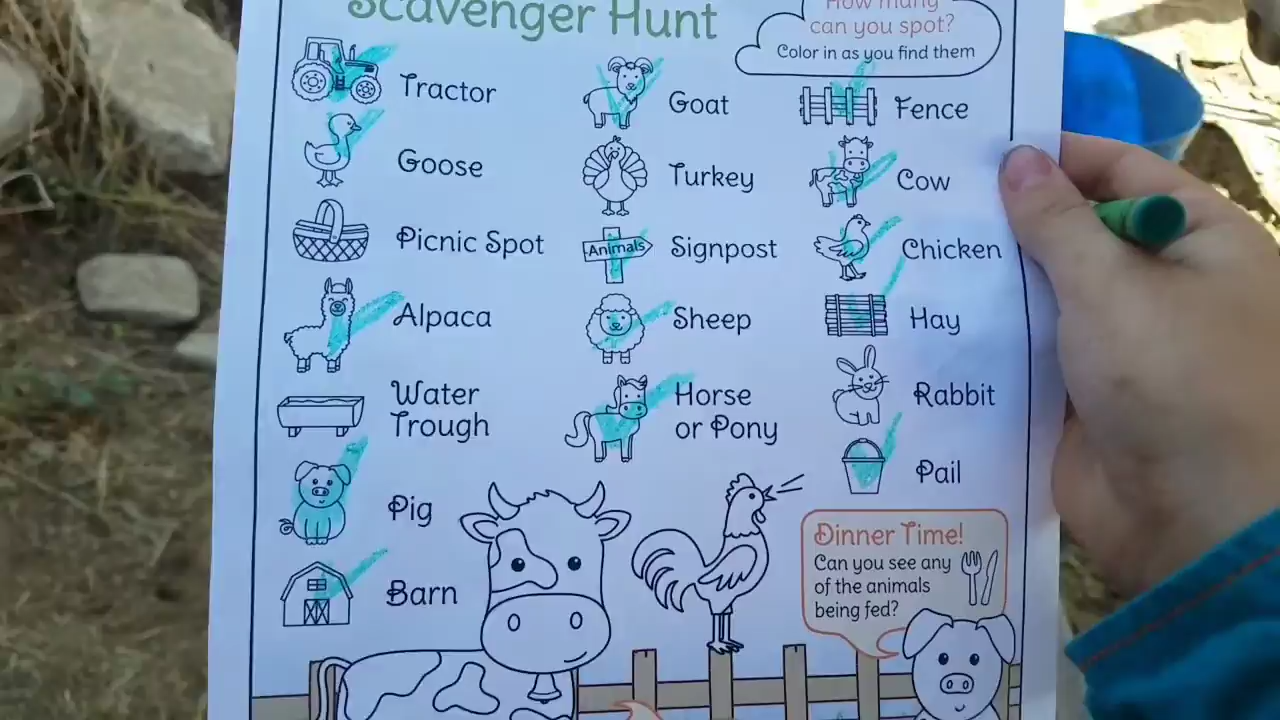 Scavenger Hunt
How many
can you spot?
Color in as you find them
Tractor
Goat
Fence
Goose
Turkey
Cow
Picnic Spot
Animals
Signpost
Chicken
Alpaca
Sheep
Hay
Water
Trough
Horse
or Pony
Rabbit
Pail
Pig
Barn
Dinner Time!
Can you see any
of the animals
being fed?